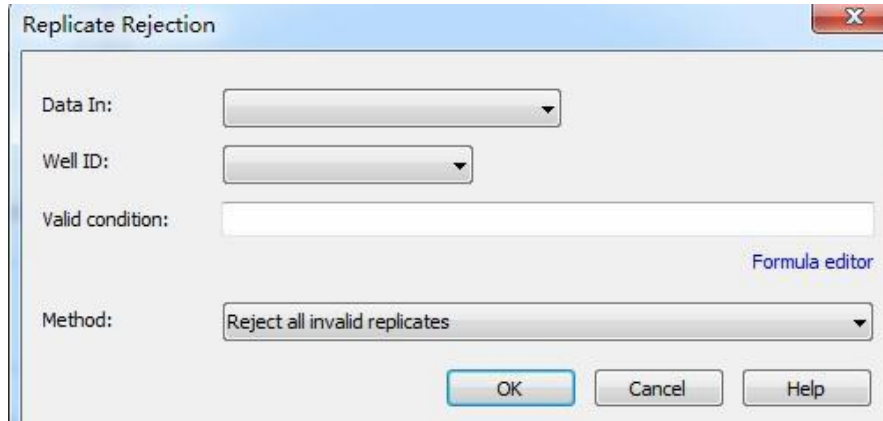 Replicate Rejection
Data In:
Well ID:
Valid condition:
Formula editor
Method:
Reject all invalid replicates
OK
Cancel
Help